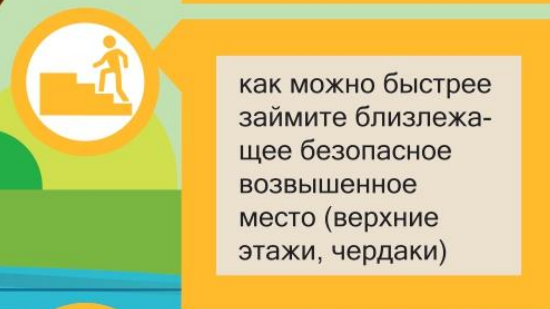 как можно быстрее
займите близлежа-
щее безопасное
возвышенное
место (верхние
этажи, чердаки)